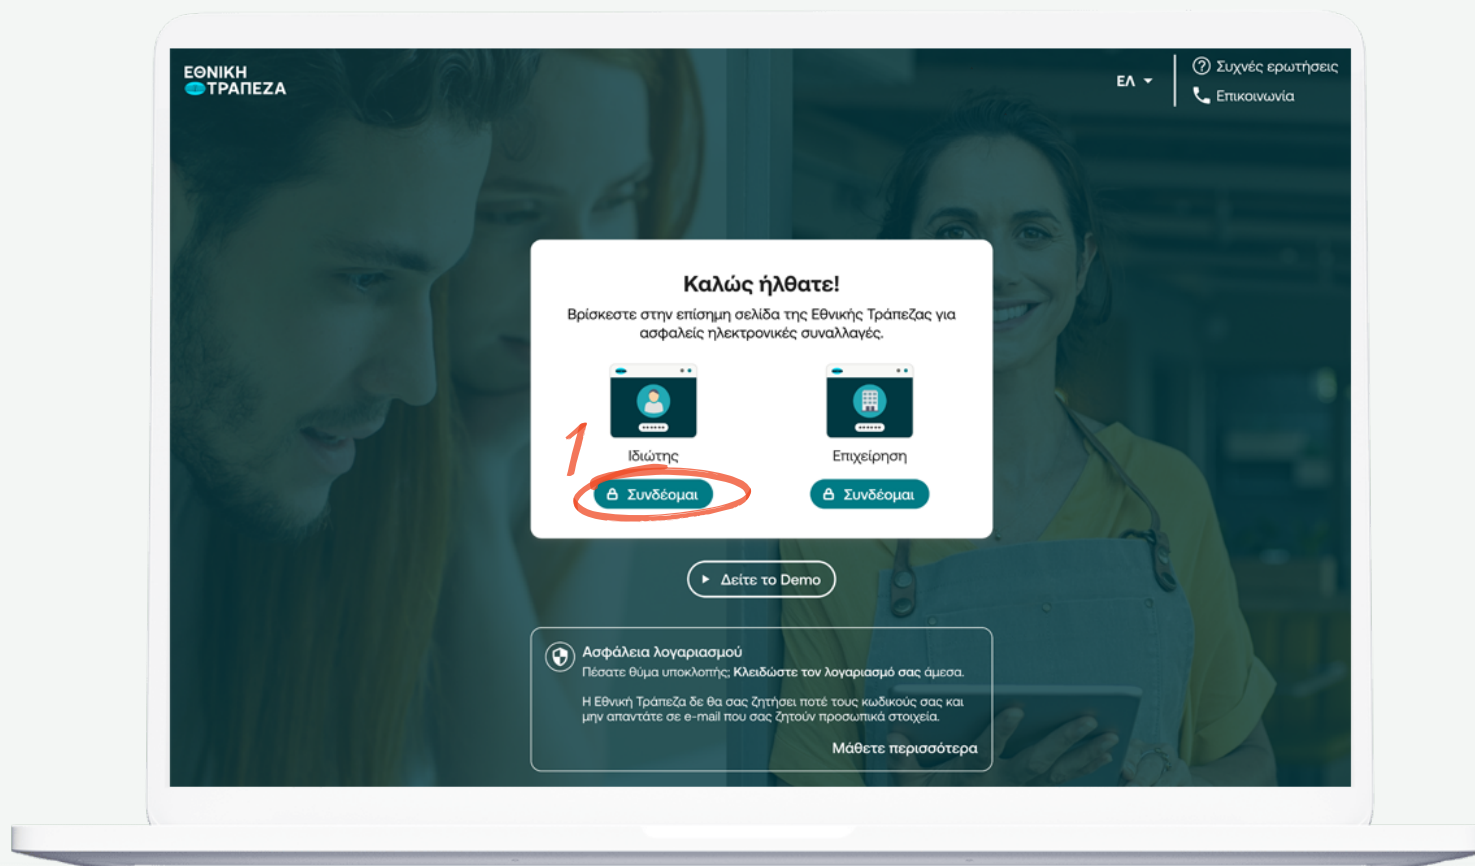 ΕΘΝΙΚΗ
ΤΡΑΠΕΖΑ
ΕΛ
Συχνές ερωτήσεις
Επικοινωνία
Καλώς ήλθατε!
Βρίσκεστε στην επίσημη σελίδα της Εθνικής Τράπεζας για
ασφαλείς ηλεκτρονικές συναλλαγές.
1
Ιδιώτης
Επιχείρηση
Συνδέομαι
Συνδέομαι
Δείτε το Demo
Ασφάλεια λογαριασμού
Πέσατε θύμα υποκλοπής; Κλειδώστε τον λογαριασμό σας άμεσα.
Η Εθνική Τράπεζα δε θα σας ζητήσει ποτέ τους κωδικούς σας και
μην απαντάτε σε e-mail που σας ζητούν προσωπικά στοιχεία.
Μάθετε περισσότερα